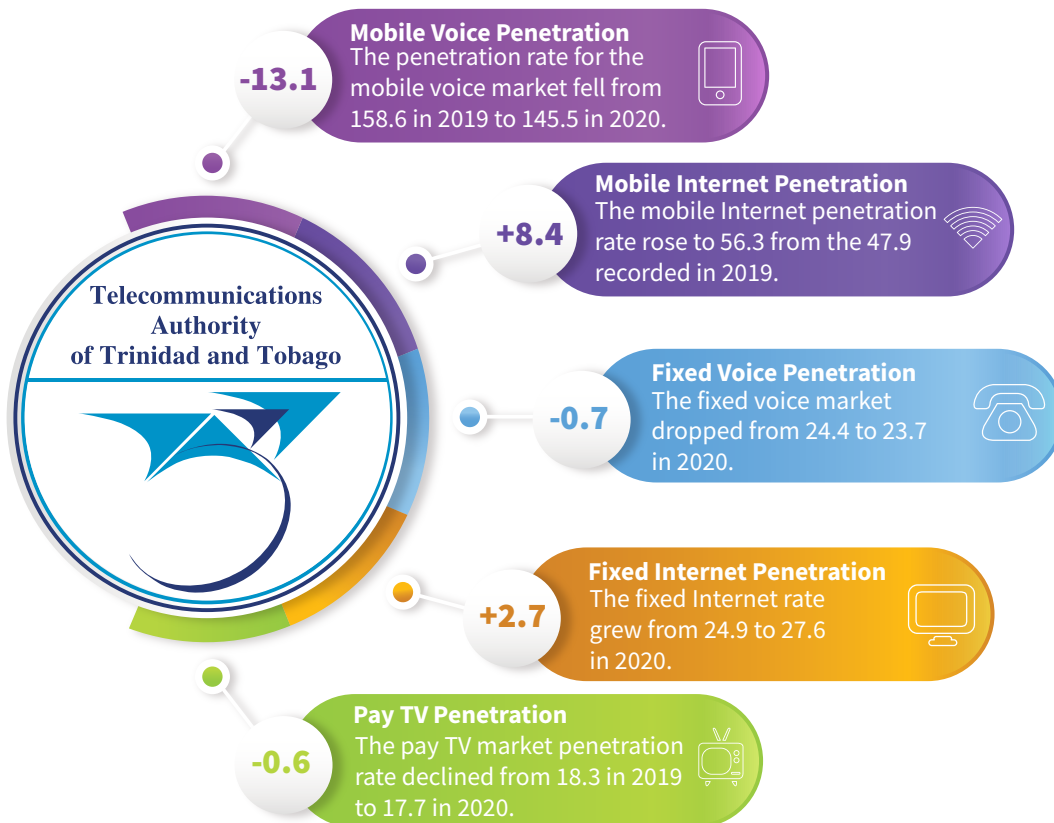 Mobile Voice Penetration
-13.1
The penetration rate for the
mobile voice market fell from
158.6 in 2019 to 145.5 in 2020.
Mobile Internet Penetration
+8.4
The mobile Internet penetration
rate rose to 56.3 from the 47.9
recorded in 2019.
Telecommunications
Authority
of Trinidad and Tobago
Fixed Voice Penetration
-0.7
The fixed voice market
dropped from 24.4 to 23.7
in 2020.
Fixed Internet Penetration
+2.7
The fixed Internet rate
grew from 24.9 to 27.6
in 2020.
Pay TV Penetration
-0.6
The pay TV market penetration
rate declined from 18.3 in 2019
to 17.7 in 2020.